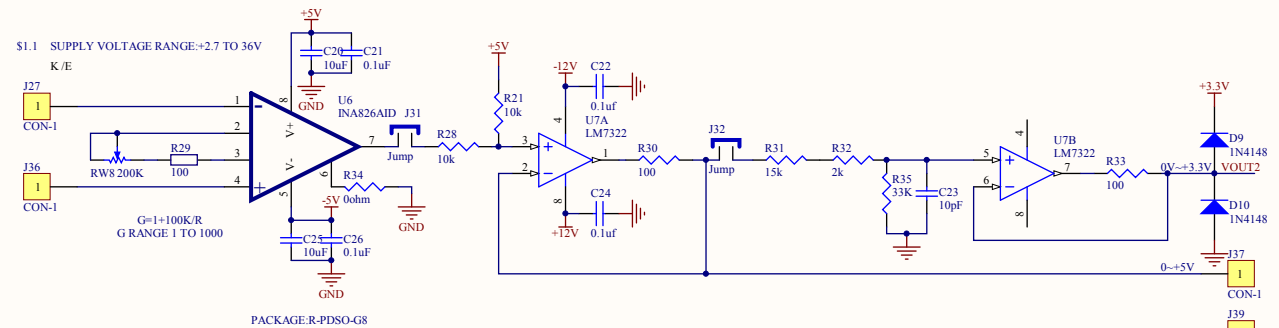 +5V
$1.1 SUPPLY VOLTAGE RANGE:+2.7 TO 36V
K /E
C20
10uF
C21
0.1uF
GND
J27
1
CON-1
J36
1
CON-1
RW8 200K
R29
100
G=1+100K/R
G RANGE 1 TO 1000
1
2
3
4
8
V+
V-
5
6
7
U6
INA826AID
J31
Jump
R34
0ohm
GND
-5V
C25
10uF
C26
0.1uF
GND
PACKAGE:R-PDSO-G8
R28
10k
+5V
R21
10k
-12V
C22
0.1uf
U7A
LM7322
3
2
4
8
1
C24
0.1uf
+12V
R30
100
J32
Jump
R31
15k
R32
2k
R35
33K
C23
10pF
U7B
LM7322
5
6
4
8
7
R33
100
+3.3V
D9
1N4148
0V~+3.3V
VOUT2
D10
1N4148
0~+5V
J37
1
CON-1
J39